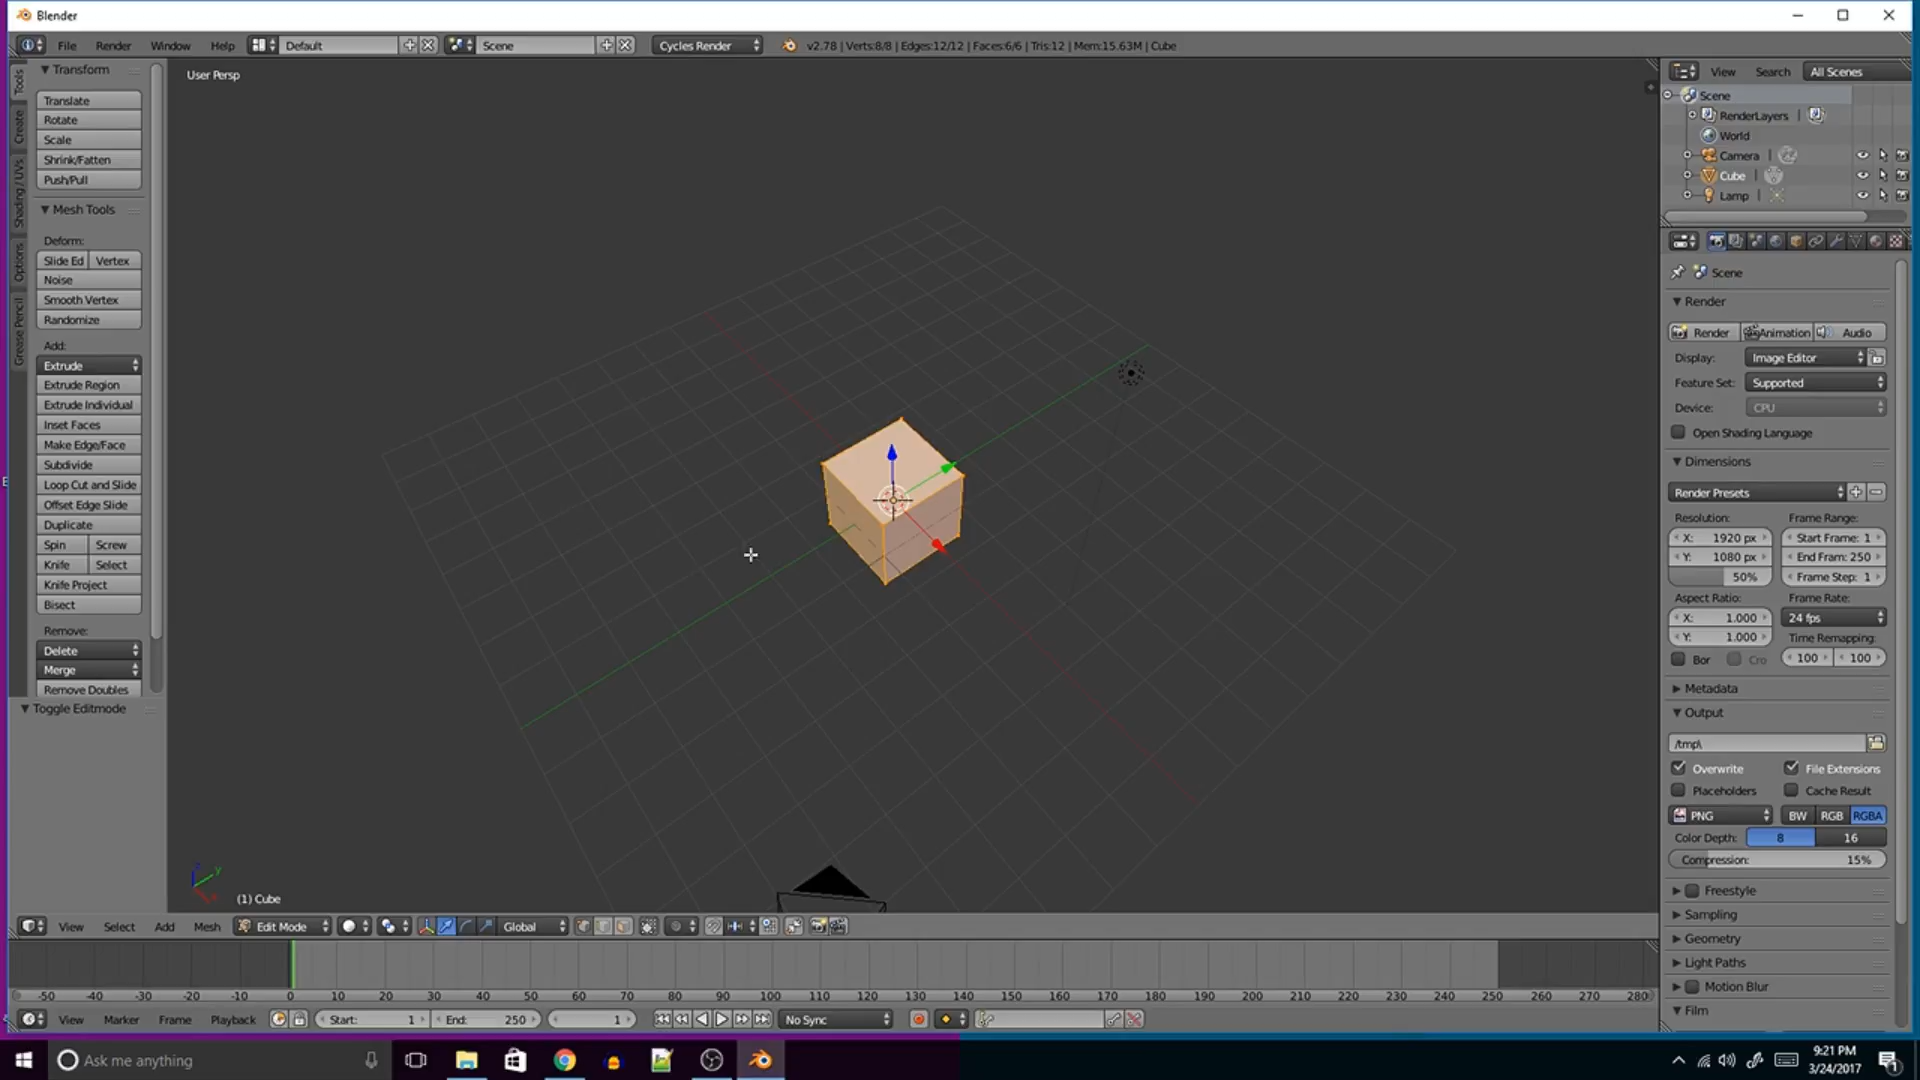 Blender
File Render Window Help Default Scene Cycles Render v2.78 | Verts:8/8 | Edges:12/12 | Faces:6/6 | Tris:12 | Mem:15.63M | Cube
Tools
Create
Shading / UVs
Options
Grease Pencil
Transform
Translate
Rotate
Scale
Shrink/Fatten
Push/Pull
Mesh Tools
Deform:
Slide Ed Vertex
Noise
Smooth Vertex
Randomize
Add:
Extrude
Extrude Region
Extrude Individual
Inset Faces
Make Edge/Face
Subdivide
Loop Cut and Slide
Offset Edge Slide
Duplicate
Spin Screw
Knife Select
Knife Project
Bisect
Remove:
Delete
Merge
Remove Doubles
Toggle Editmode
User Persp
(1) Cube
View Search All Scenes
Scene
RenderLayers
World
Camera
Cube
Lamp
Scene
Render
Render Animation Audio
Display: Image Editor
Feature Set: Supported
Device: CPU
Open Shading Language
Dimensions
Render Presets
Resolution: Frame Range:
X: 1920 px Start Frame: 1
Y: 1080 px End Fram: 250
50% Frame Step: 1
Aspect Ratio: Frame Rate:
X: 1.000 24 fps
Y: 1.000 Time Remapping:
Bor Cro 100 100
Metadata
Output
/tmp\
Overwrite File Extensions
Placeholders Cache Result
PNG BW RGB RGBA
Color Depth: 8 16
Compression: 15%
Freestyle
Sampling
Geometry
Light Paths
Motion Blur
Film
View Select Add Mesh Edit Mode Global
-50 -40 -30 -20 -10 0 10 20 30 40 50 60 70 80 90 100 110 120 130 140 150 160 170 180 190 200 210 220 230 240 250 260 270 280
View Marker Frame Playback Start: 1 End: 250 1 No Sync
Ask me anything
9:21 PM
3/24/2017